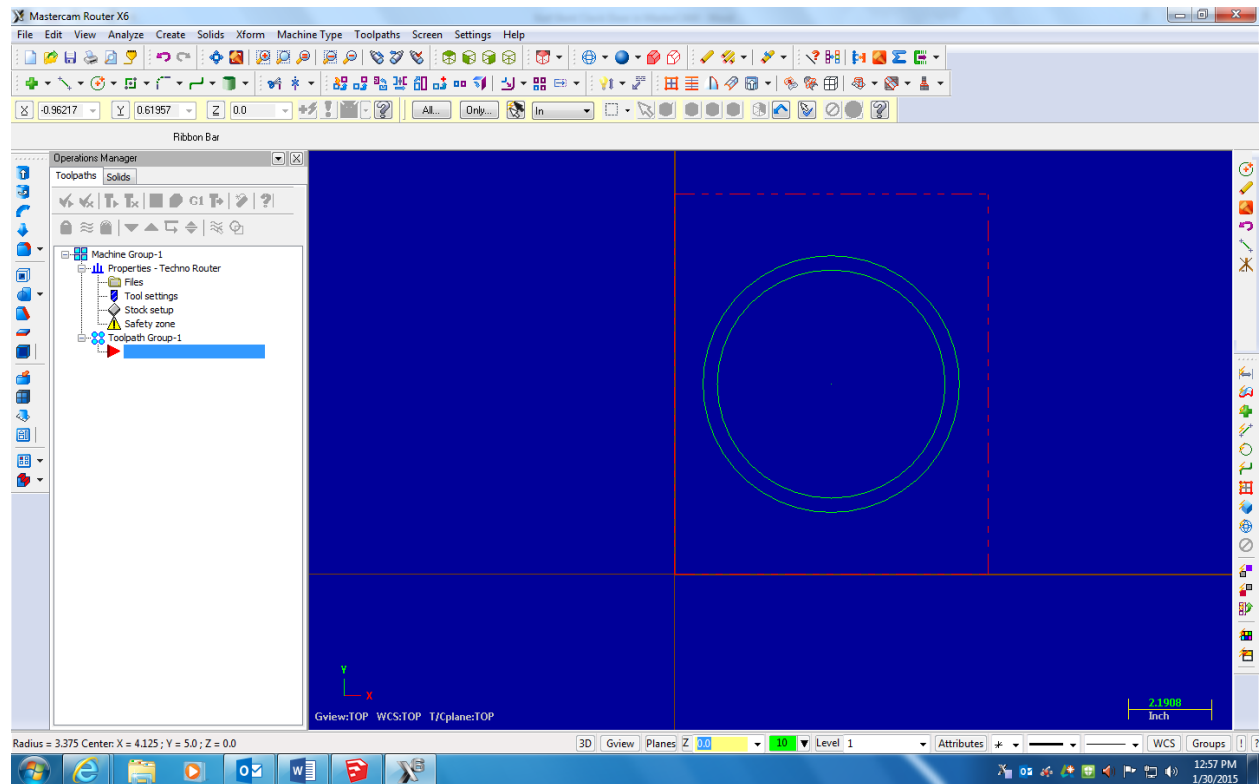 Mastercam Router X6
File Edit View Analyze Create Solids Xform Machine Type Toolpaths Screen Settings Help
X -0.96217 Y 0.61957 Z 0.0 All... Only... In
Ribbon Bar
Operations Manager
Toolpaths Solids
G1
Machine Group-1
Properties - Techno Router
Files
Tool settings
Stock setup
Safety zone
Toolpath Group-1
Y
X
Gview:TOP WCS:TOP T/Cplane:TOP
2.1908
Inch
Radius = 3.375 Center: X = 4.125 ; Y = 5.0 ; Z = 0.0 3D Gview Planes Z 0.0 10 Level 1 Attributes WCS Groups ! ?
12:57 PM
1/30/2015